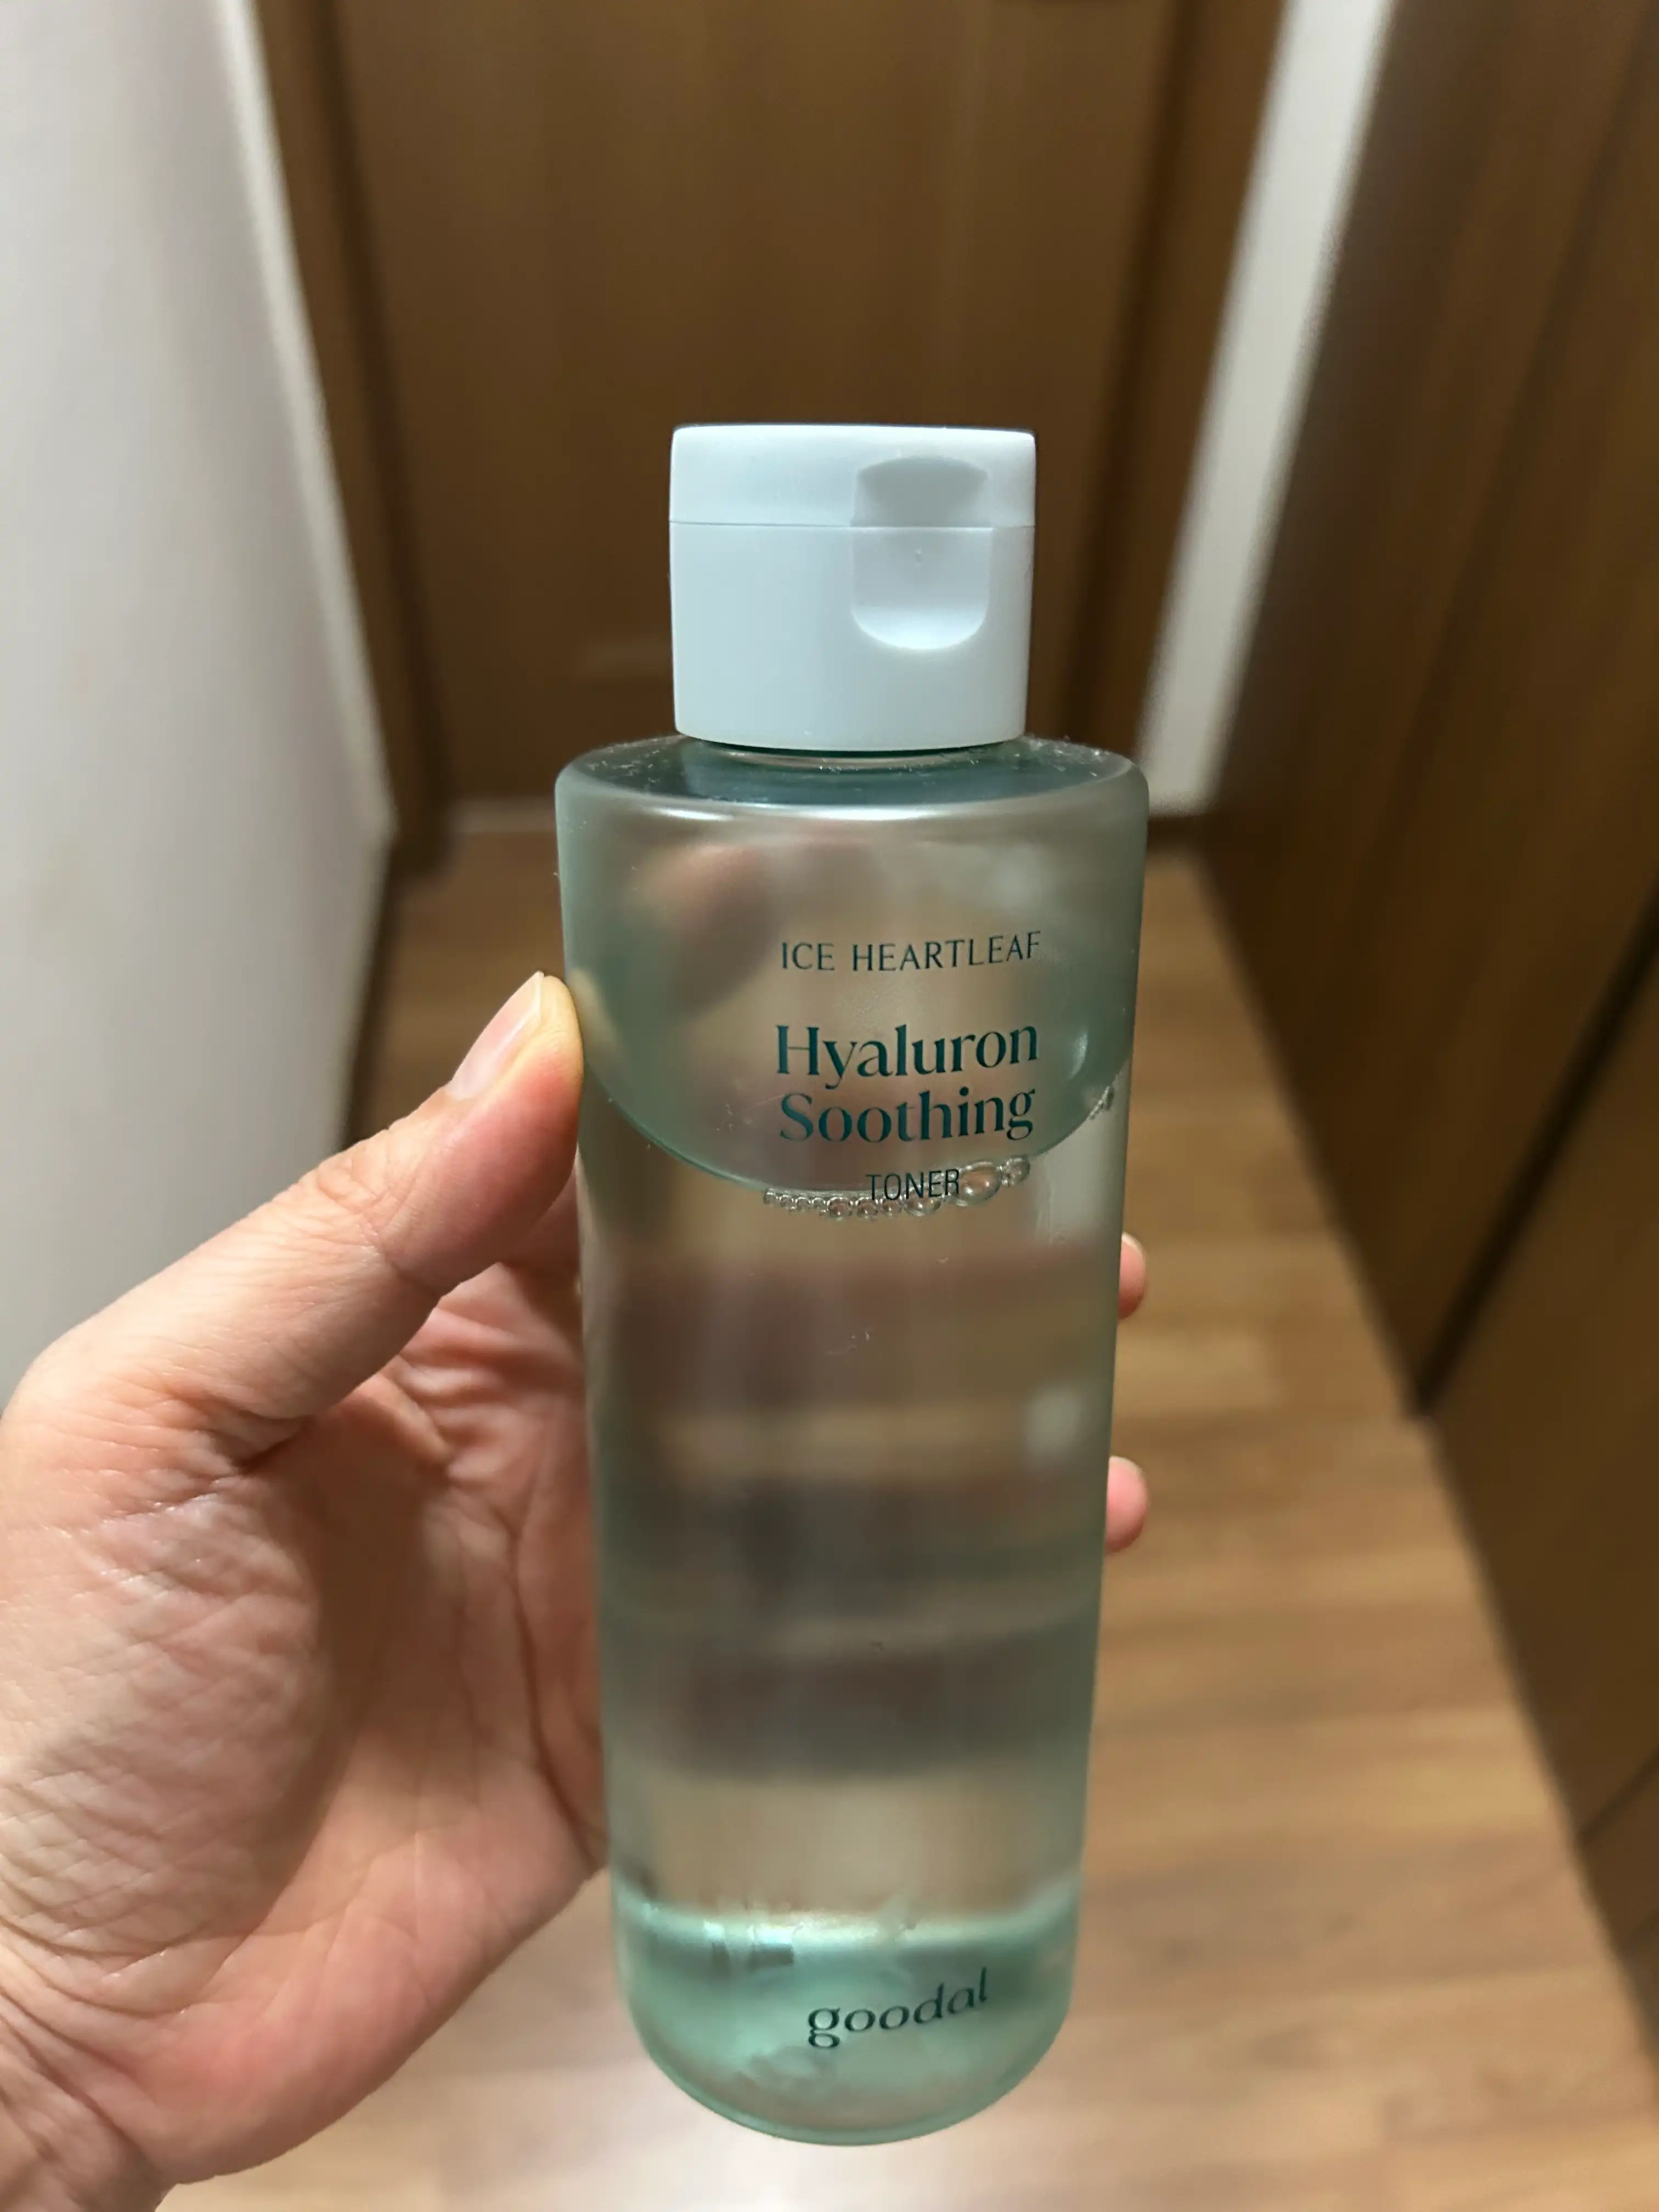 ICE HEARTLEAF
Hyaluron
Soothing
TONER
goodal